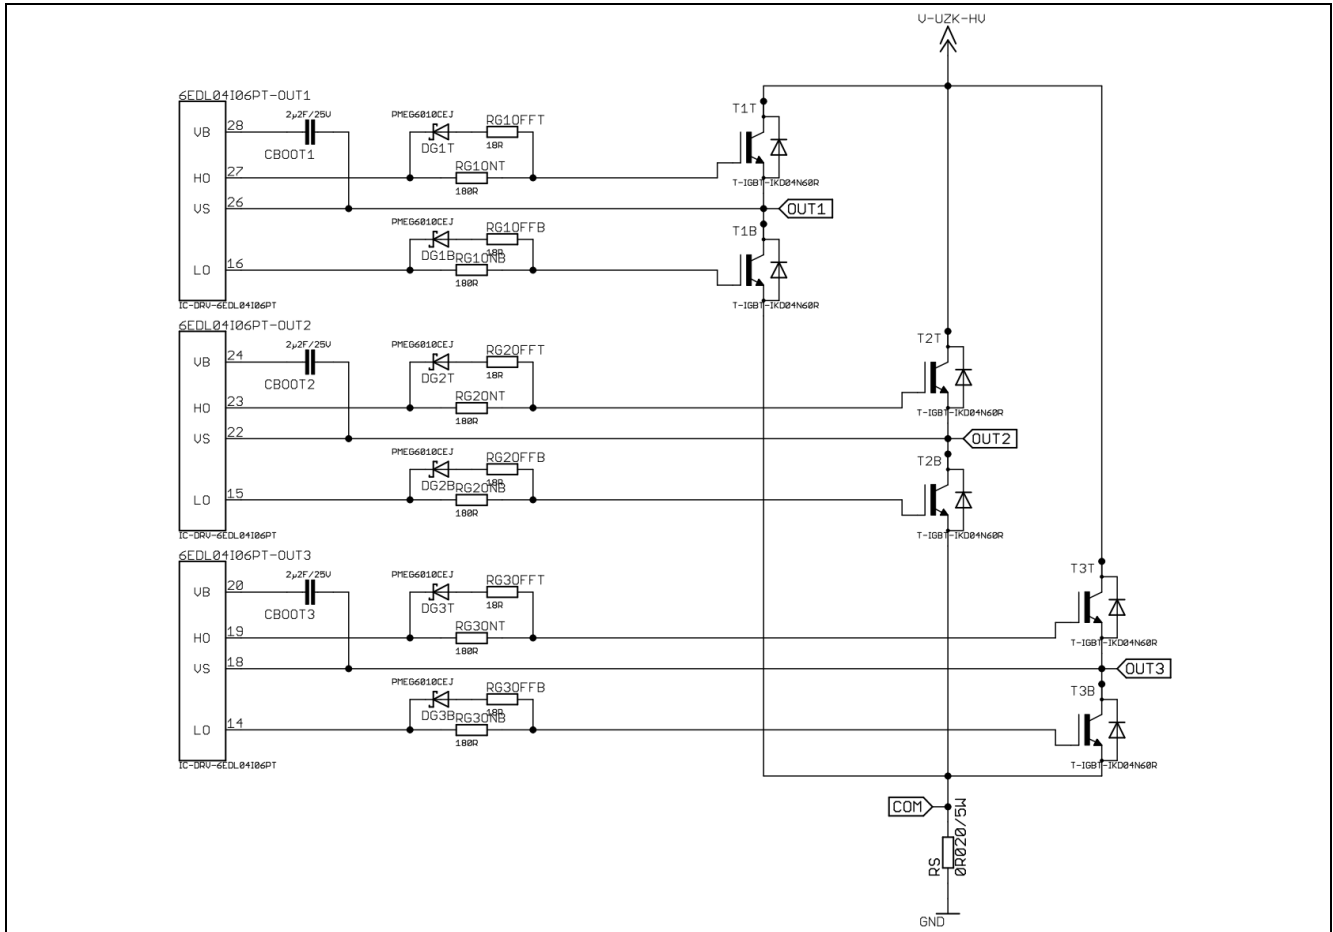 V-UZK-HV
6EDL04I06PT-OUT1
2µ2F/25V
PMEG6010CEJ
RG1OFFT
T1T
VB
28
CBOOT1
DG1T
18R
HO
27
RG1ONT
180R
T-IGBT-IKD04N60R
VS
26
OUT1
PMEG6010CEJ
RG1OFFB
T1B
DG1B
18R
LO
16
RG1ONB
180R
IC-DRV-6EDL04I06PT
T-IGBT-IKD04N60R
6EDL04I06PT-OUT2
2µ2F/25V
PMEG6010CEJ
RG2OFFT
T2T
VB
24
CBOOT2
DG2T
18R
HO
23
RG2ONT
180R
T-IGBT-IKD04N60R
VS
22
OUT2
PMEG6010CEJ
RG2OFFB
T2B
DG2B
18R
LO
15
RG2ONB
180R
IC-DRV-6EDL04I06PT
T-IGBT-IKD04N60R
6EDL04I06PT-OUT3
2µ2F/25V
PMEG6010CEJ
RG3OFFT
T3T
VB
20
CBOOT3
DG3T
18R
HO
19
RG3ONT
180R
T-IGBT-IKD04N60R
VS
18
OUT3
PMEG6010CEJ
RG3OFFB
T3B
DG3B
18R
LO
14
RG3ONB
180R
IC-DRV-6EDL04I06PT
T-IGBT-IKD04N60R
COM
RS
0R020/5W
GND